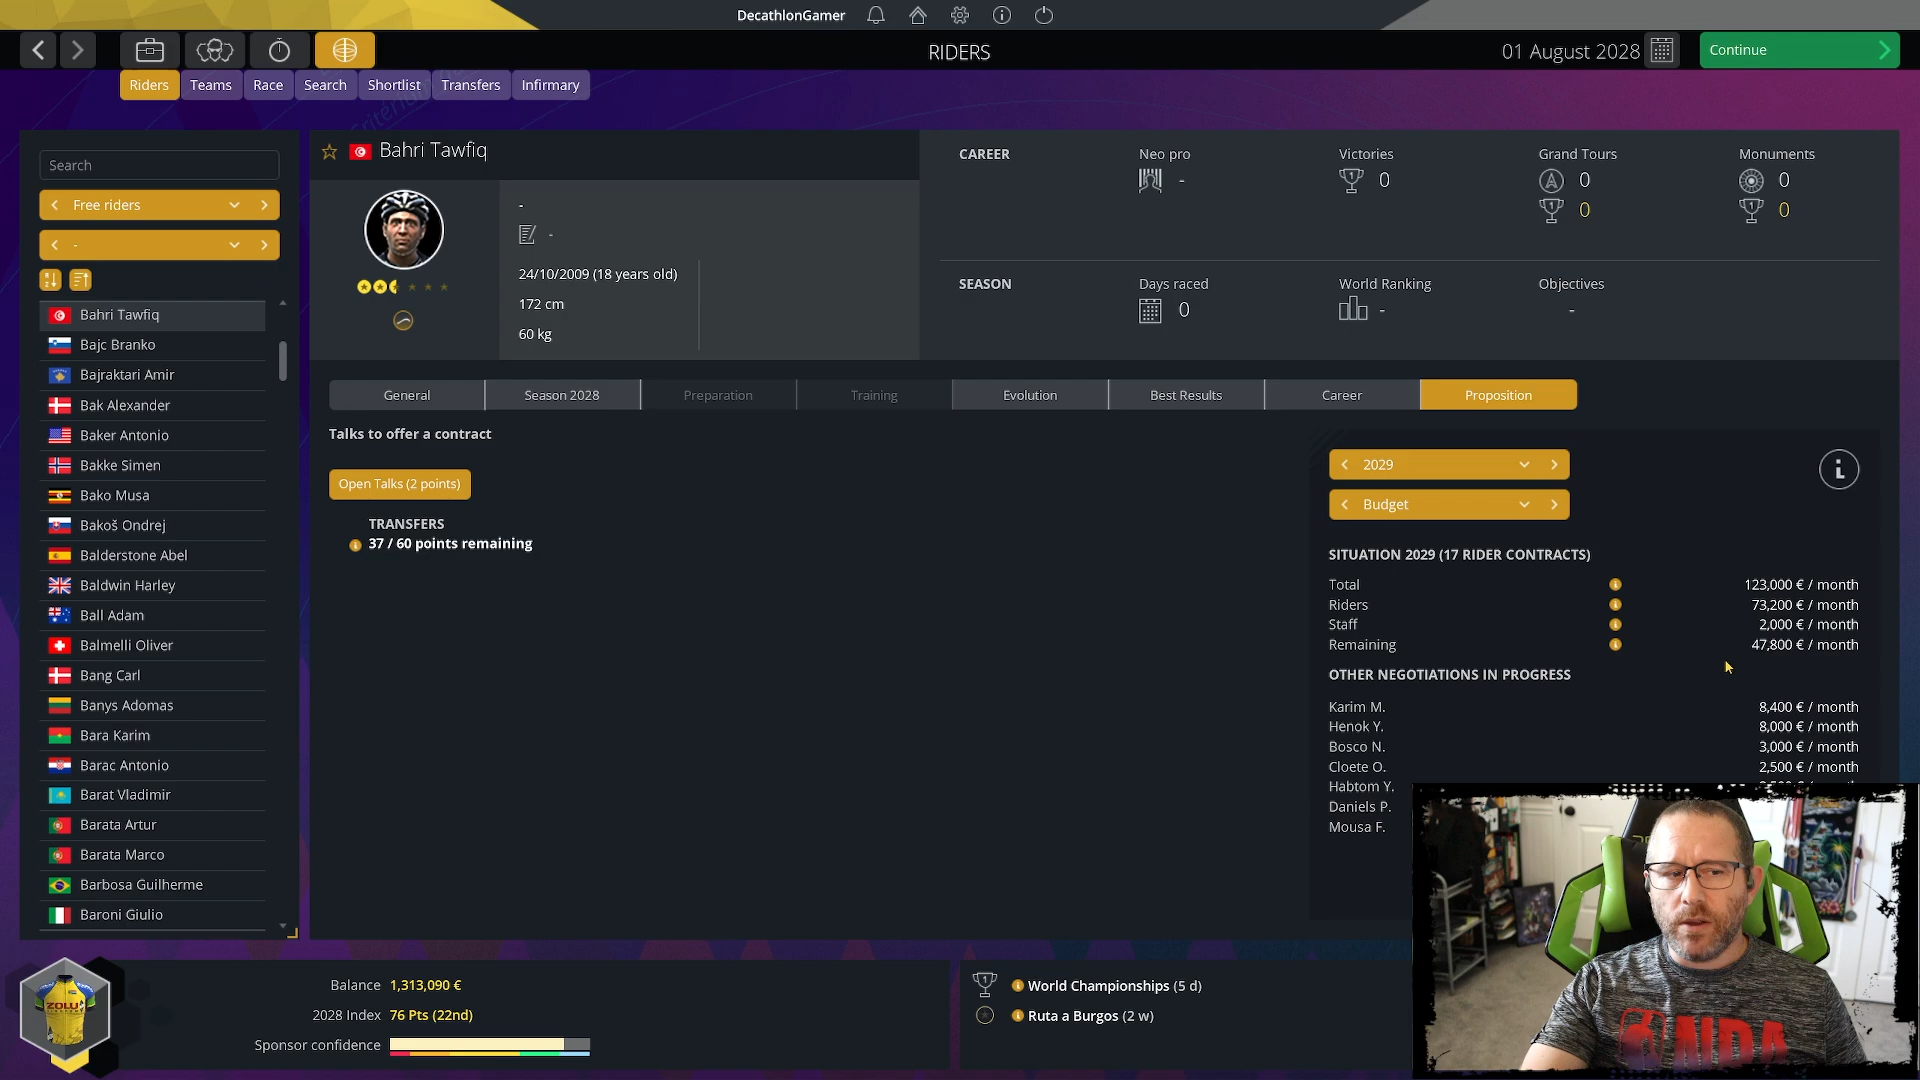 DecathlonGamer
RIDERS
01 August 2028
Continue
Riders
Teams
Race
Search
Shortlist
Transfers
Infirmary
Search
Free riders
-
Bahri Tawfiq
Bajc Branko
Bajraktari Amir
Bak Alexander
Baker Antonio
Bakke Simen
Bako Musa
Bakoš Ondrej
Balderstone Abel
Baldwin Harley
Ball Adam
Balmelli Oliver
Bang Carl
Banys Adomas
Bara Karim
Barac Antonio
Barat Vladimir
Barata Artur
Barata Marco
Barbosa Guilherme
Baroni Giulio
Bahri Tawfiq
-
-
24/10/2009 (18 years old)
172 cm
60 kg
CAREER
Neo pro
-
Victories
0
Grand Tours
0
0
Monuments
0
0
SEASON
Days raced
0
World Ranking
-
Objectives
-
General
Season 2028
Preparation
Training
Evolution
Best Results
Career
Proposition
Talks to offer a contract
Open Talks (2 points)
TRANSFERS
37 / 60 points remaining
2029
Budget
SITUATION 2029 (17 RIDER CONTRACTS)
Total 123,000 € / month
Riders 73,200 € / month
Staff 2,000 € / month
Remaining 47,800 € / month
OTHER NEGOTIATIONS IN PROGRESS
Karim M. 8,400 € / month
Henok Y. 8,000 € / month
Bosco N. 3,000 € / month
Cloete O. 2,500 € / month
Habtom Y.
Daniels P.
Mousa F.
ZOLU
Balance 1,313,090 €
2028 Index 76 Pts (22nd)
Sponsor confidence
World Championships (5 d)
Ruta a Burgos (2 w)